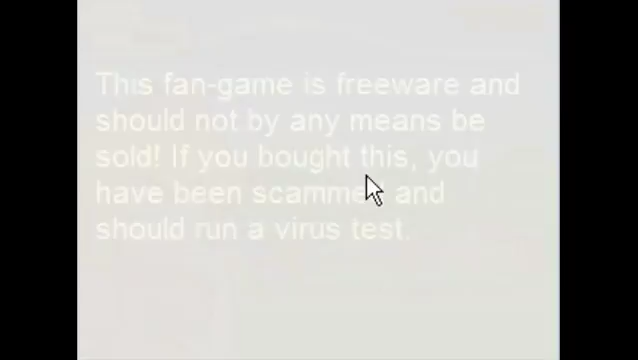 This fan-game is freeware and
should not by any means be
sold! If you bought this, you
have been scammed and
should run a virus test.